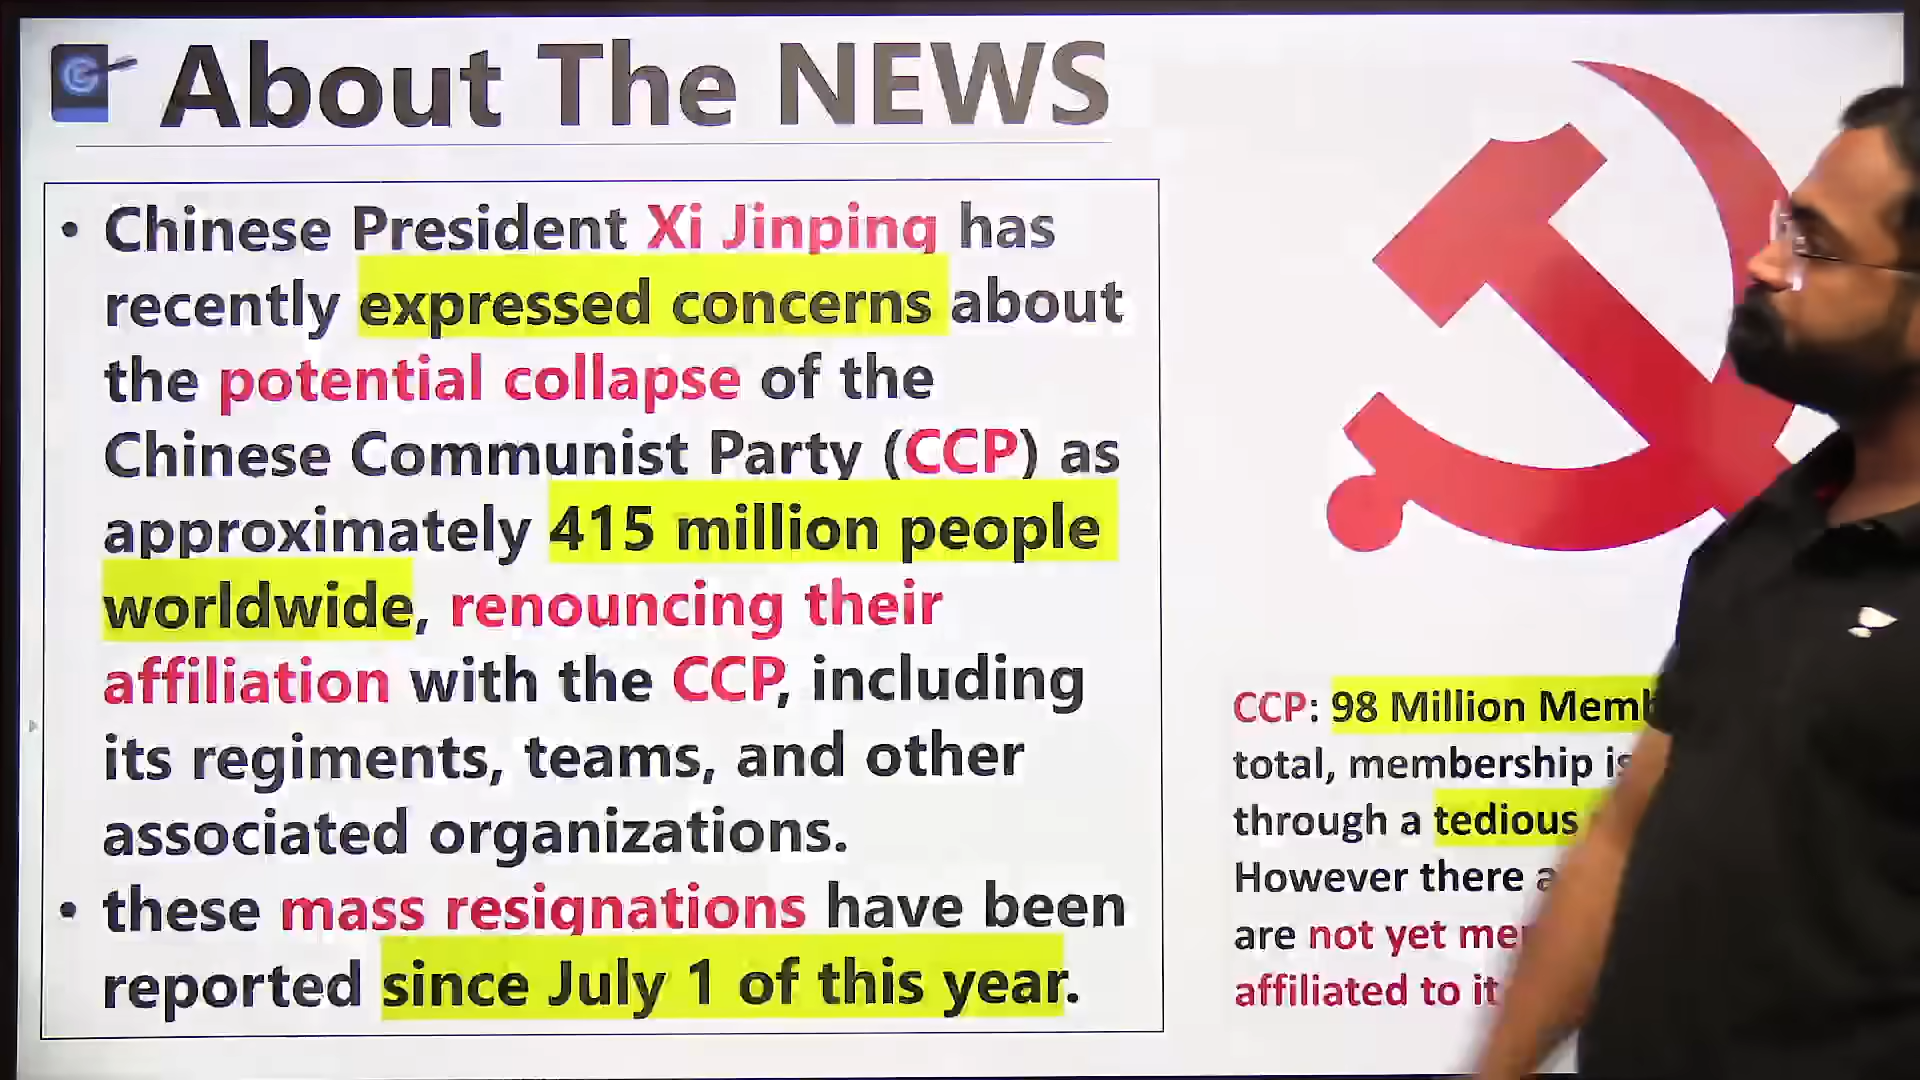 About The NEWS
• Chinese President Xi Jinping has
recently expressed concerns about
the potential collapse of the
Chinese Communist Party (CCP) as
approximately 415 million people
worldwide, renouncing their
affiliation with the CCP, including
its regiments, teams, and other
associated organizations.
• these mass resignations have been
reported since July 1 of this year.
CCP: 98 Million
total, membership
through a tedious
However there
are not yet
affiliated to it